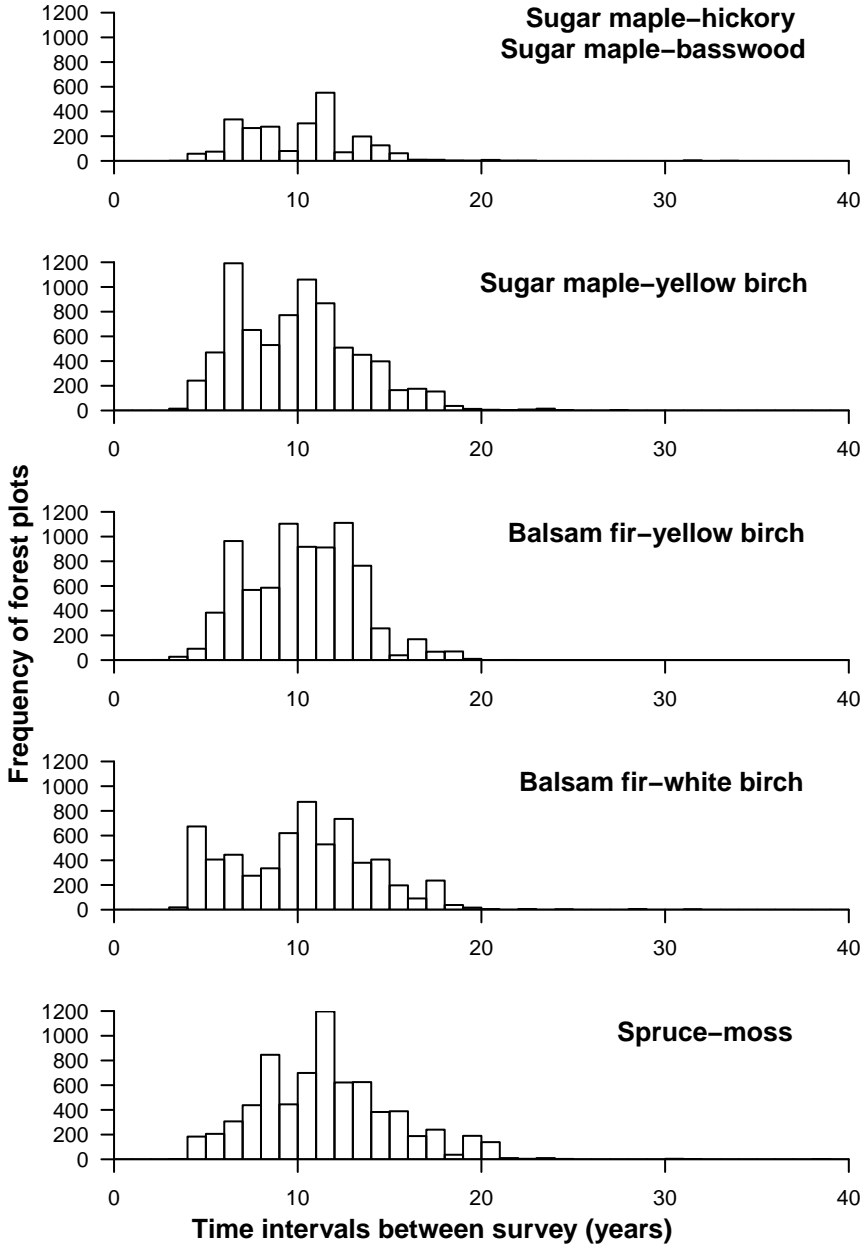 Frequency of forest plots
Sugar maple−hickory
Sugar maple−basswood
1200
1000
800
600
400
200
0
0 10 20 30 40
Sugar maple−yellow birch
1200
1000
800
600
400
200
0
0 10 20 30 40
Balsam fir−yellow birch
1200
1000
800
600
400
200
0
0 10 20 30 40
Balsam fir−white birch
1200
1000
800
600
400
200
0
0 10 20 30 40
Spruce−moss
1200
1000
800
600
400
200
0
0 10 20 30 40
Time intervals between survey (years)